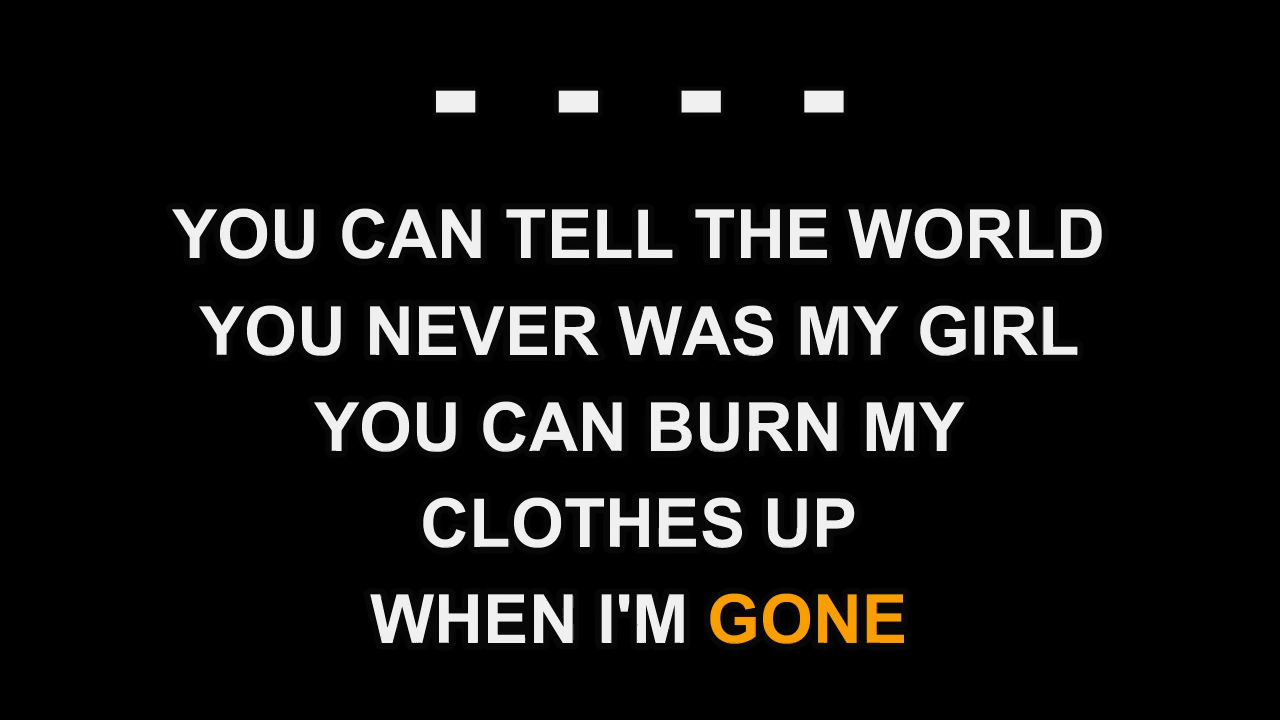 - - - -
YOU CAN TELL THE WORLD
YOU NEVER WAS MY GIRL
YOU CAN BURN MY
CLOTHES UP
WHEN I'M GONE